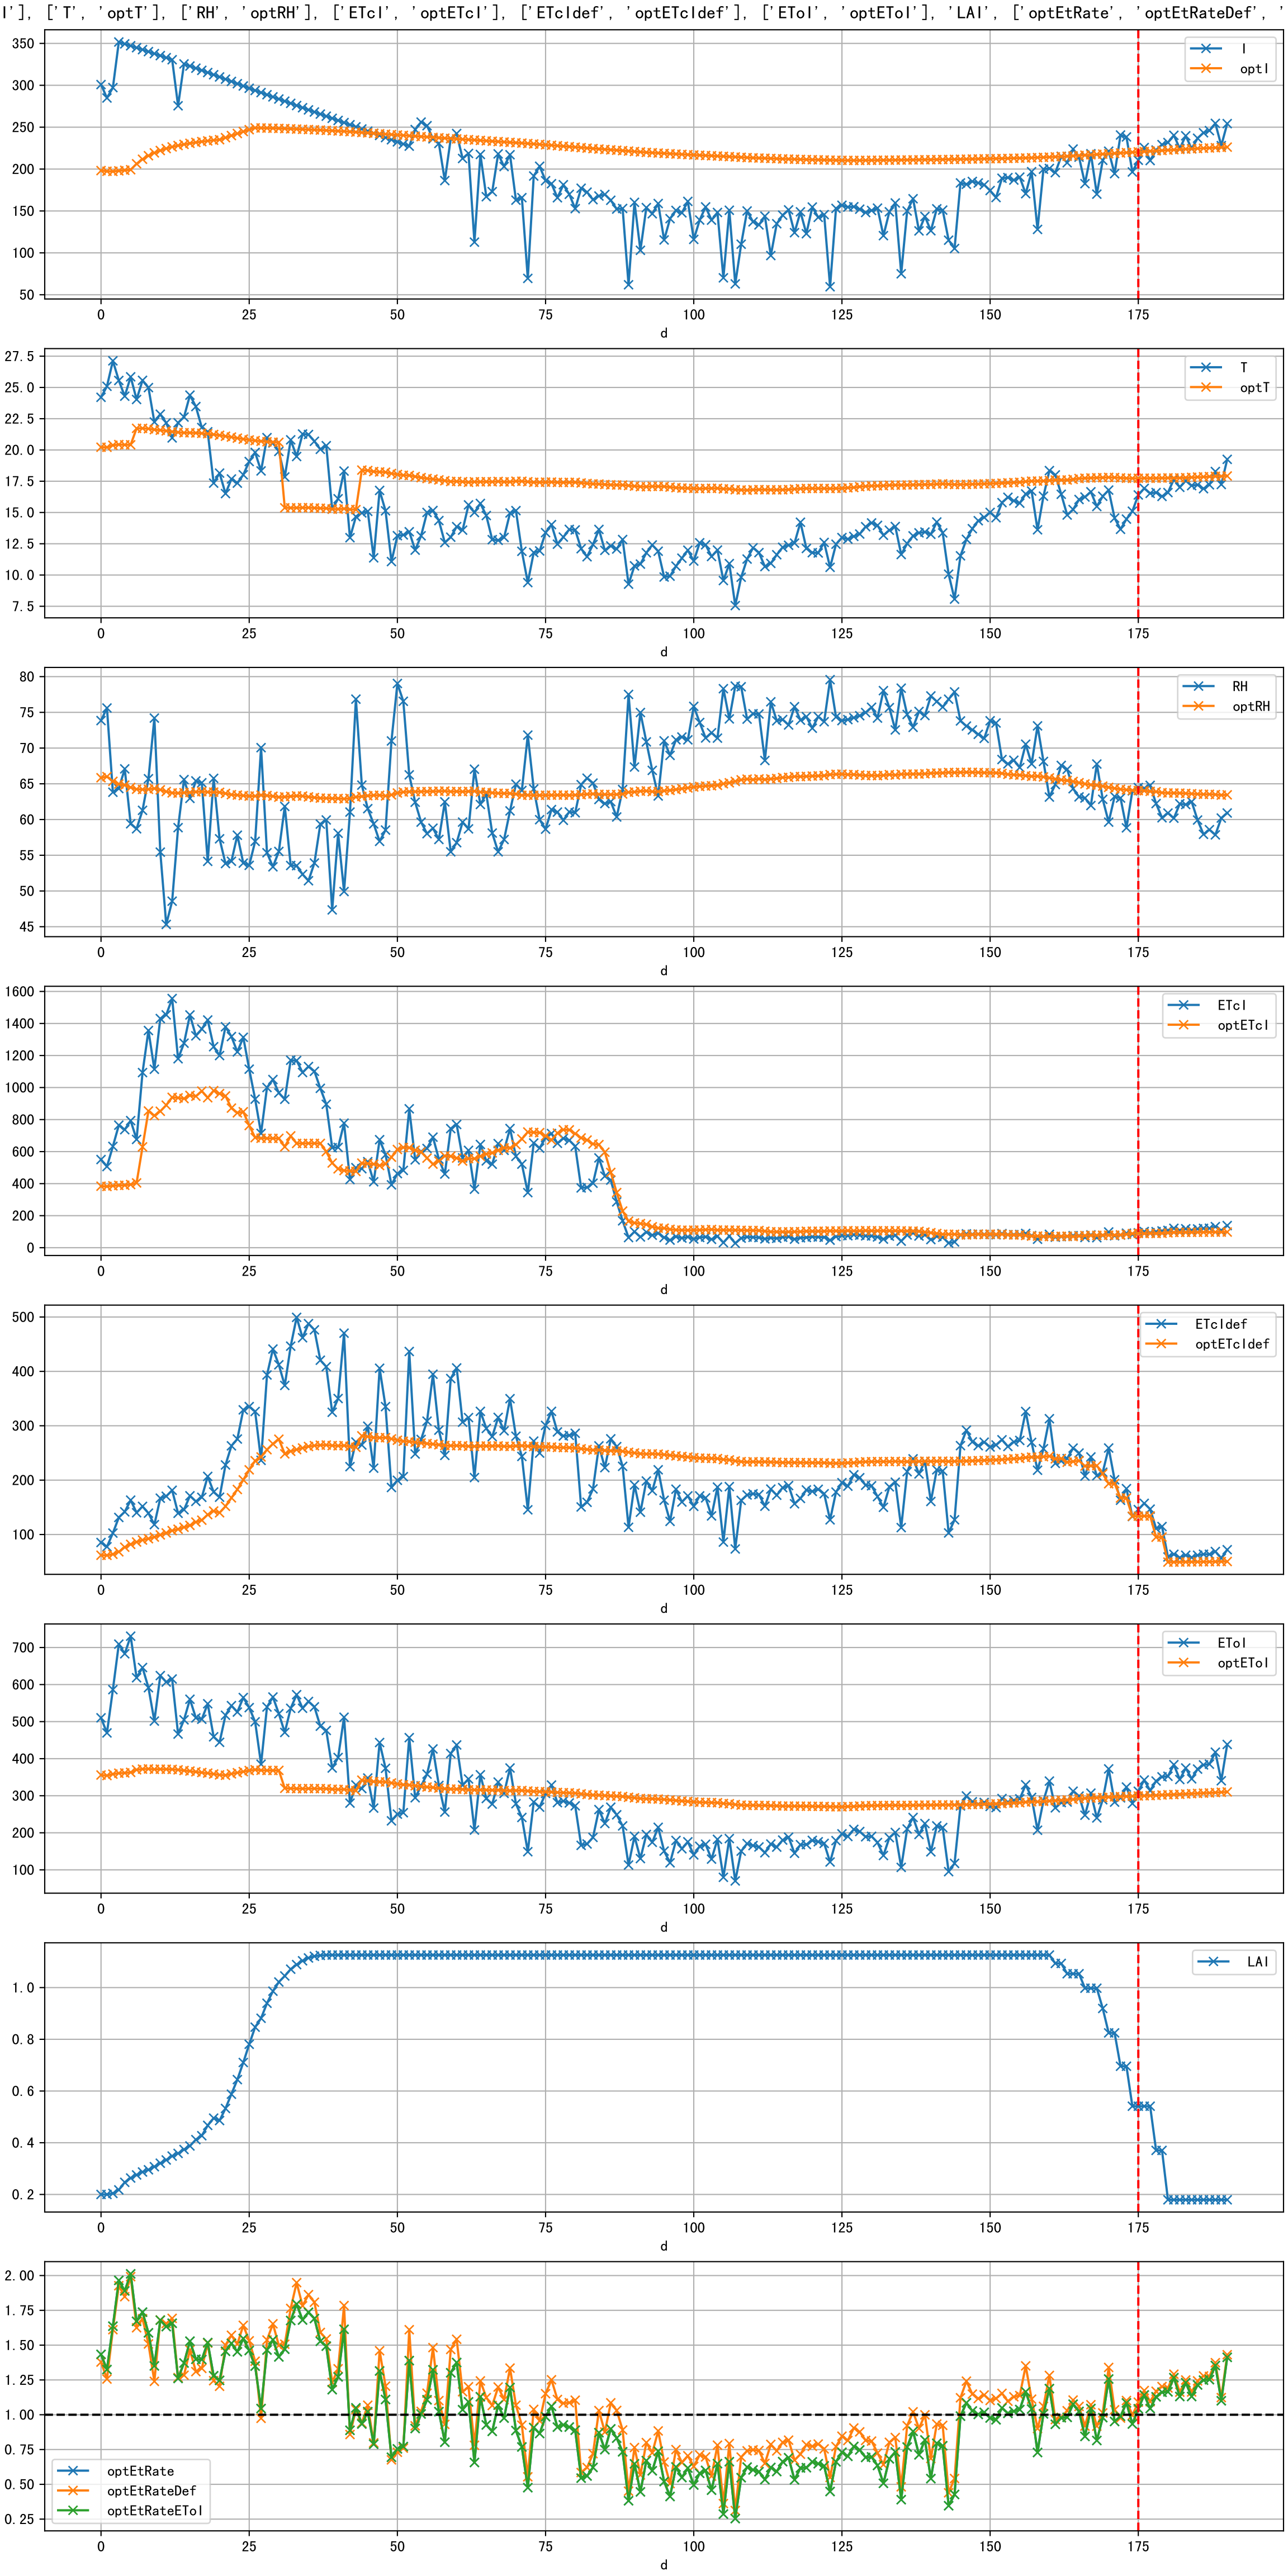 I'], ['T', 'optT'], ['RH', 'optRH'], ['ETcI', 'optETcI'], ['ETcIdef', 'optETcIdef'], ['EToI', 'optEToI'], 'LAI', ['optEtRate', 'optEtRateDef', '
350
300
250
200
150
100
50
I
optI
0 25 50 75 100 125 150 175
d
27.5
25.0
22.5
20.0
17.5
15.0
12.5
10.0
7.5
T
optT
0 25 50 75 100 125 150 175
d
80
75
70
65
60
55
50
45
RH
optRH
0 25 50 75 100 125 150 175
d
1600
1400
1200
1000
800
600
400
200
0
ETcI
optETcI
0 25 50 75 100 125 150 175
d
500
400
300
200
100
ETcIdef
optETcIdef
0 25 50 75 100 125 150 175
d
700
600
500
400
300
200
100
EToI
optEToI
0 25 50 75 100 125 150 175
d
1.0
0.8
0.6
0.4
0.2
LAI
0 25 50 75 100 125 150 175
d
2.00
1.75
1.50
1.25
1.00
0.75
0.50
0.25
optEtRate
optEtRateDef
optEtRateEToI
0 25 50 75 100 125 150 175
d